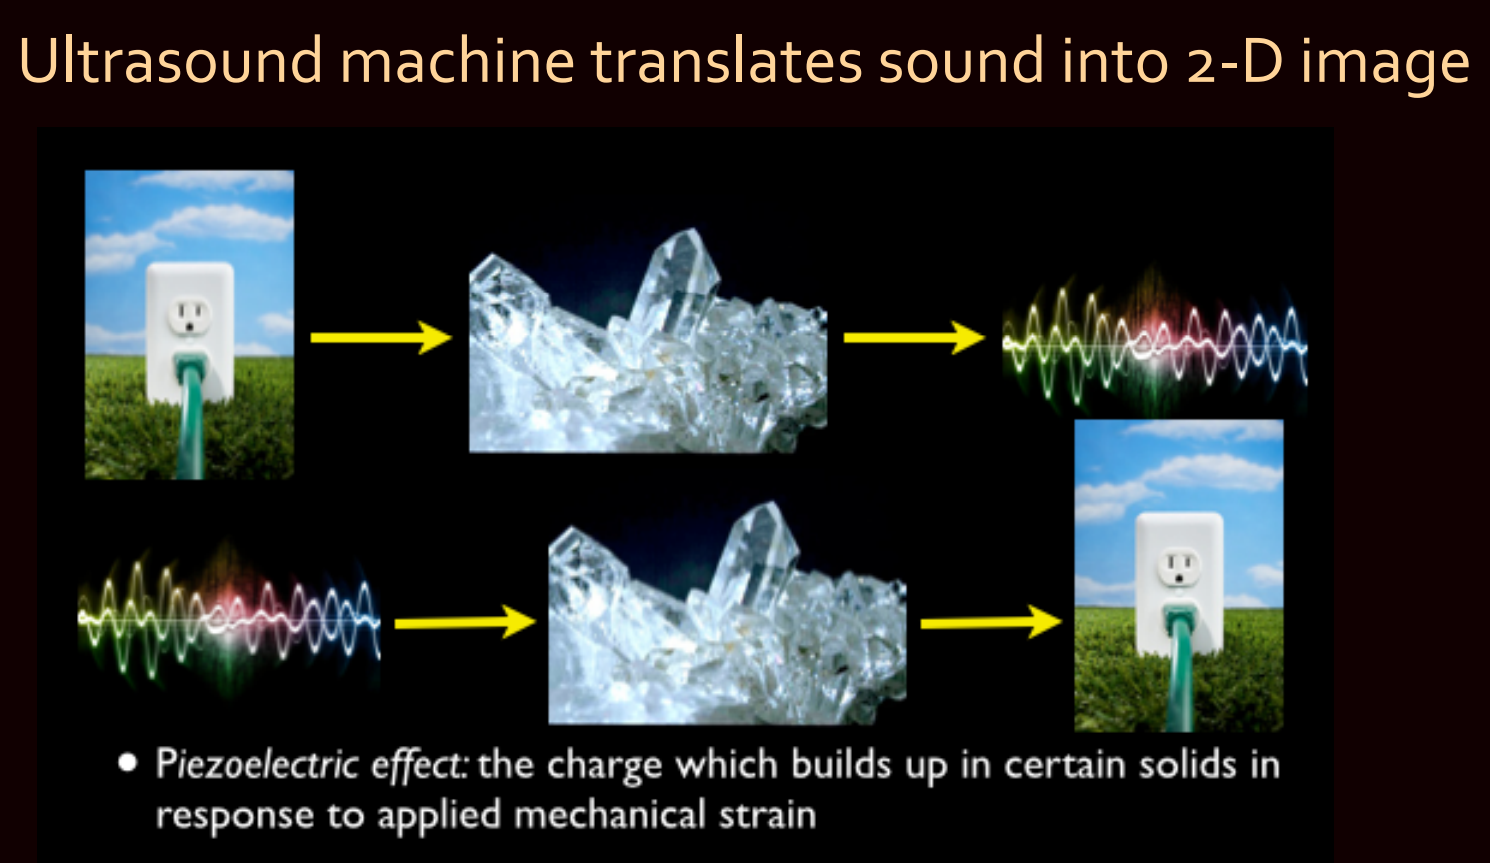 Ultrasound machine translates sound into 2-D image
• Piezoelectric effect: the charge which builds up in certain solids in
response to applied mechanical strain